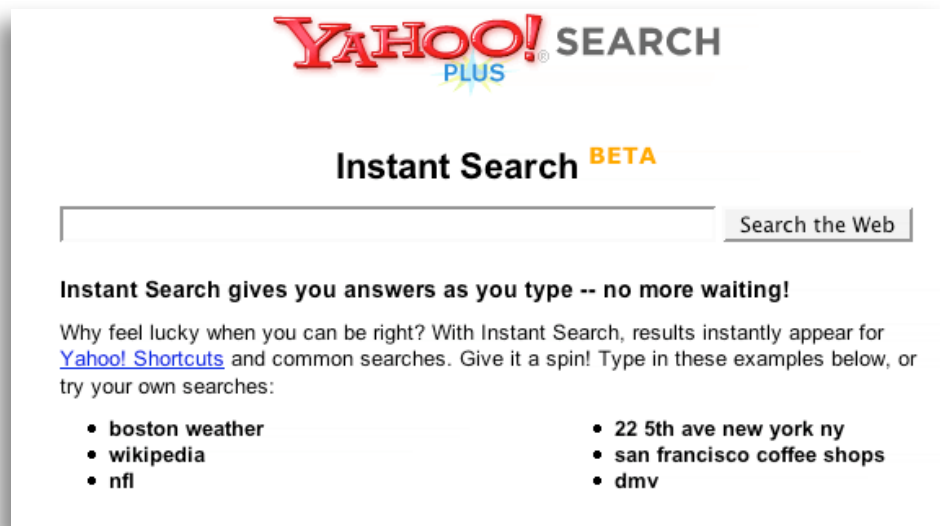 YAHOO!® SEARCH
PLUS
Instant Search BETA
Search the Web
Instant Search gives you answers as you type -- no more waiting!
Why feel lucky when you can be right? With Instant Search, results instantly appear for
Yahoo! Shortcuts and common searches. Give it a spin! Type in these examples below, or
try your own searches:
• boston weather
• wikipedia
• nfl
• 22 5th ave new york ny
• san francisco coffee shops
• dmv